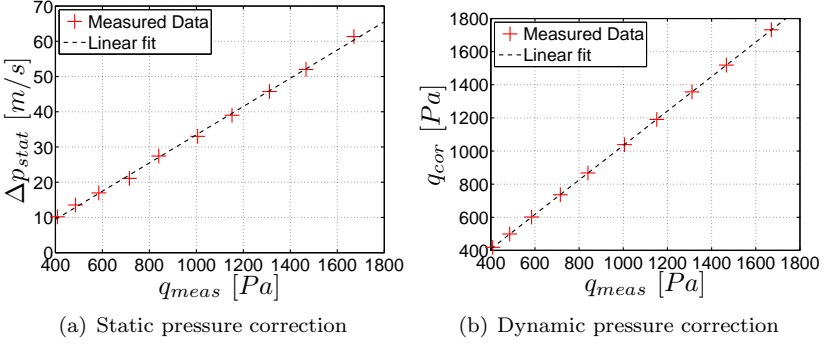 70
60
50
40
30
20
10
0
Δp_stat [m/s]
Measured Data
Linear fit
400 600 800 1000 1200 1400 1600 1800
q_meas [Pa]
(a) Static pressure correction
1800
1600
1400
1200
1000
800
600
400
q_cor [Pa]
Measured Data
Linear fit
400 600 800 1000 1200 1400 1600 1800
q_meas [Pa]
(b) Dynamic pressure correction